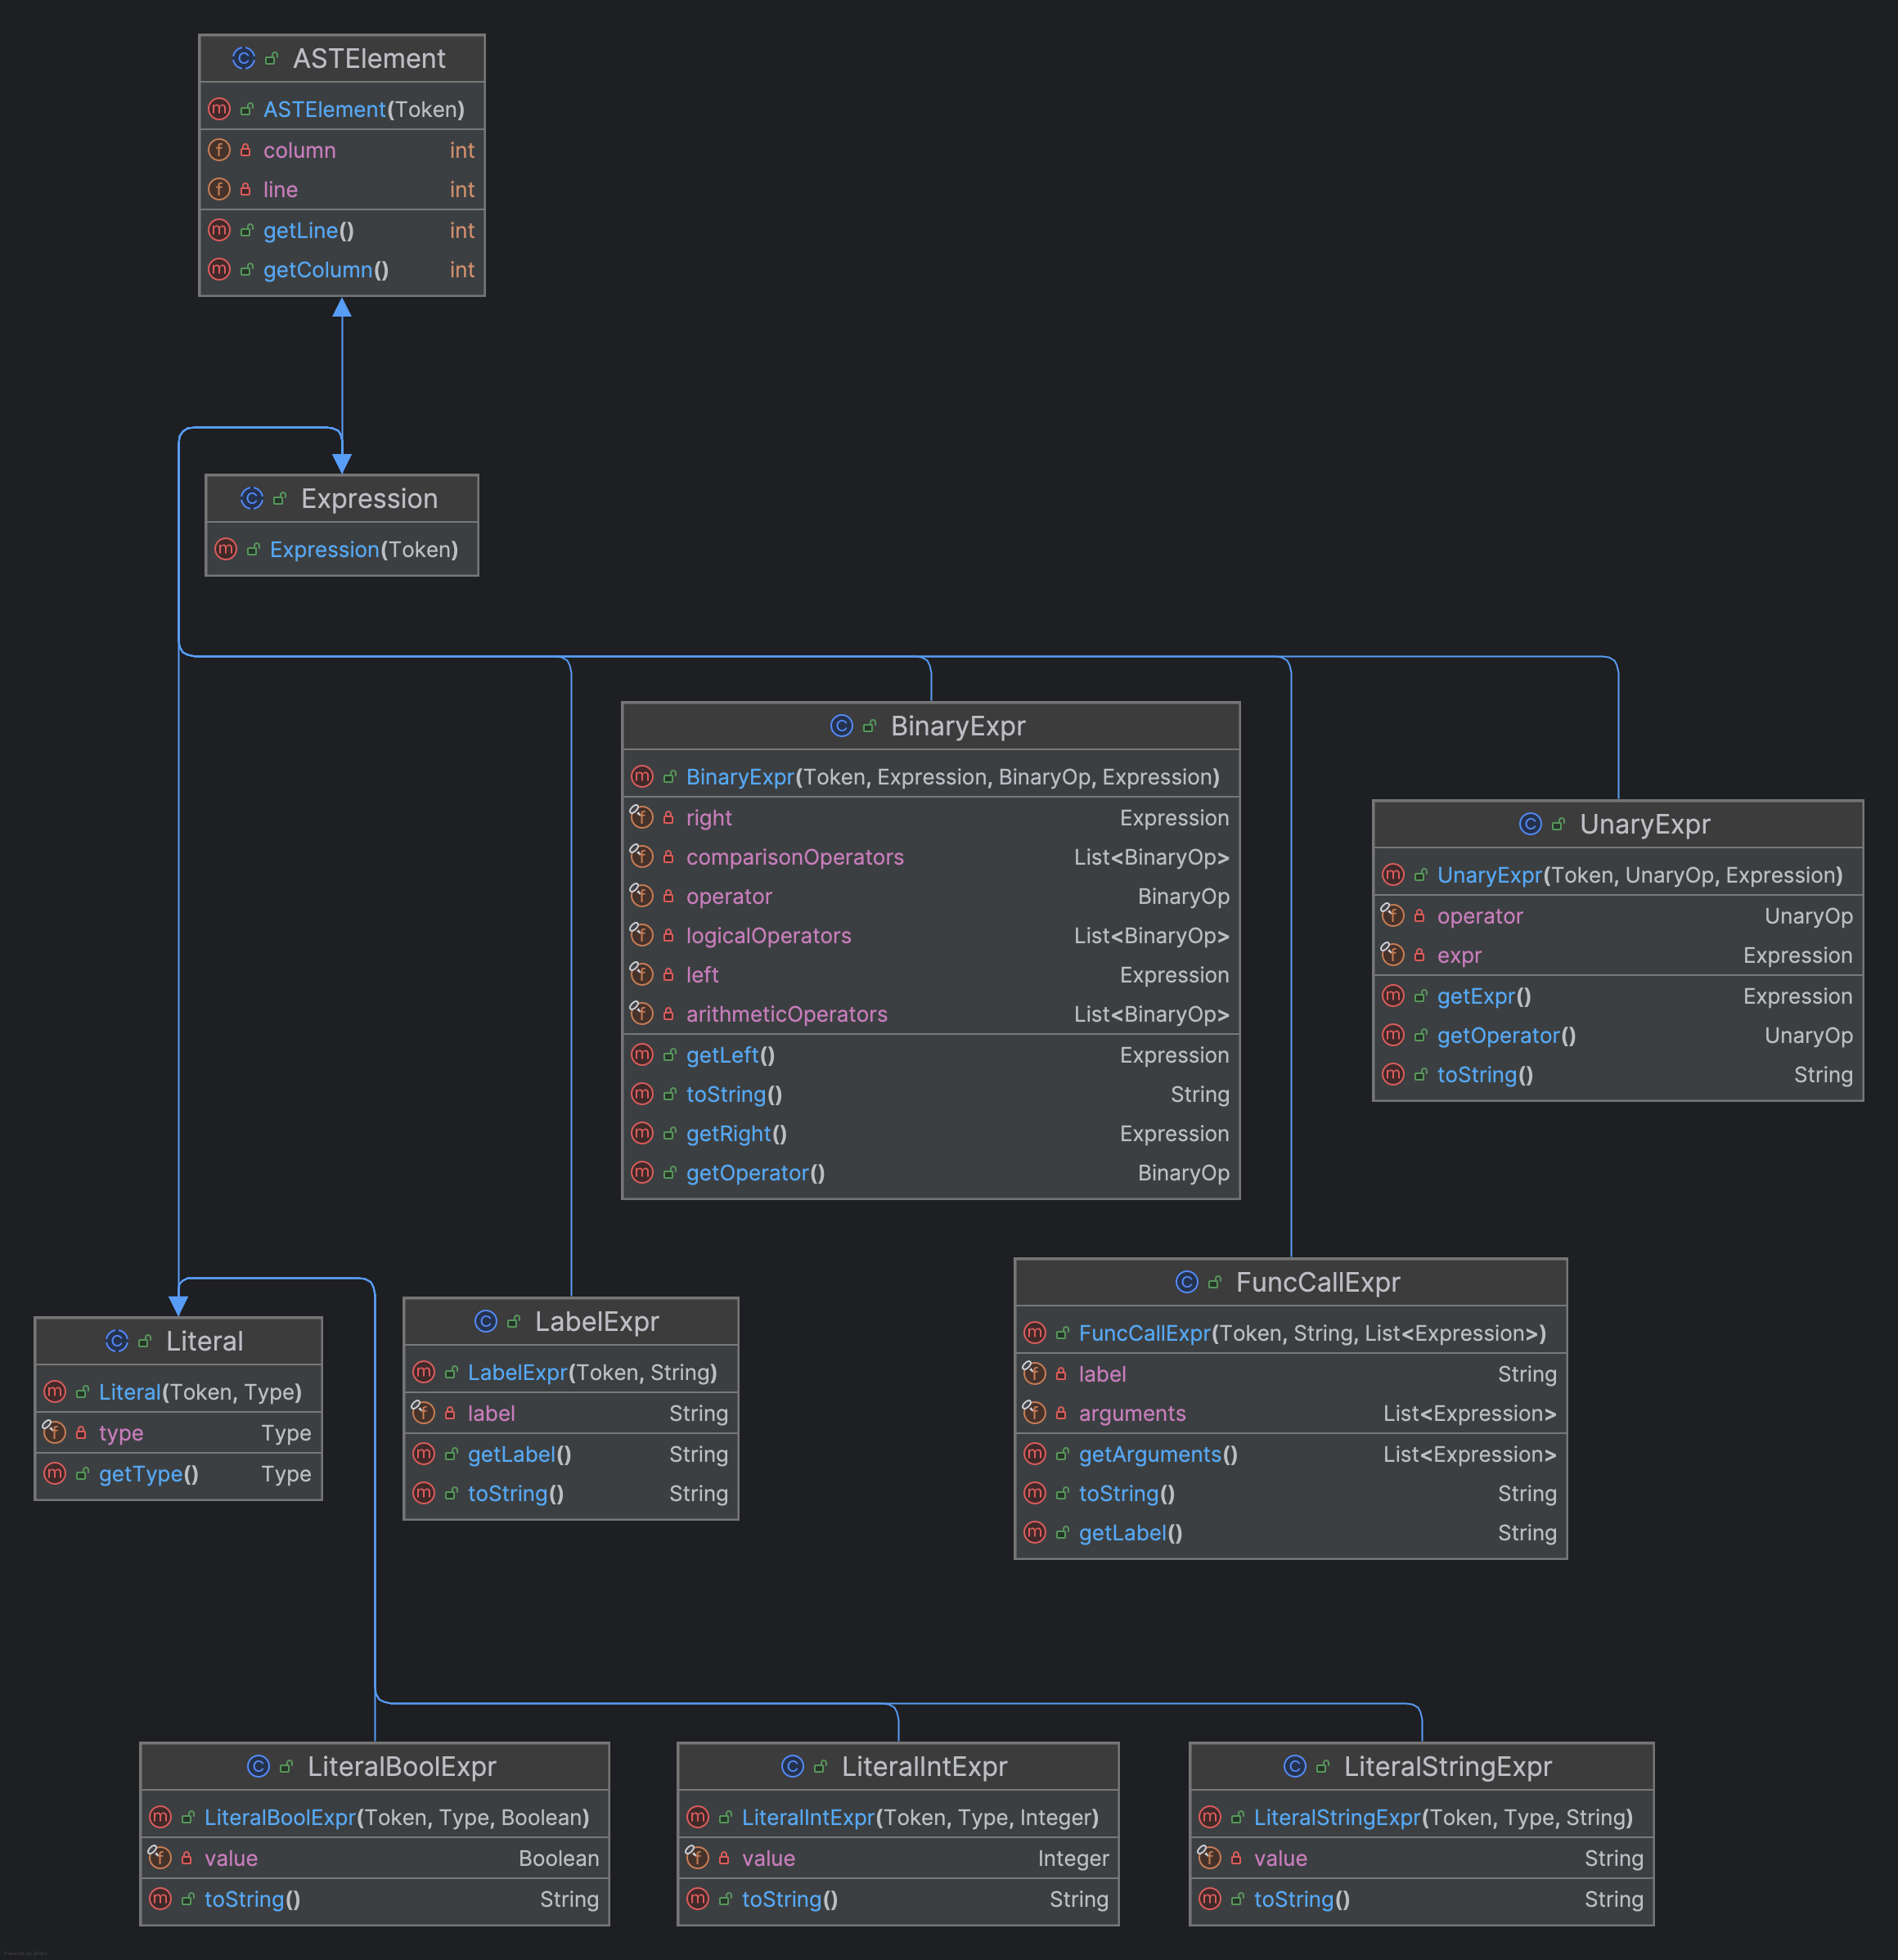 ASTElement
ASTElement(Token)
column int
line int
getLine() int
getColumn() int
Expression
Expression(Token)
BinaryExpr
BinaryExpr(Token, Expression, BinaryOp, Expression)
right Expression
comparisonOperators List<BinaryOp>
operator BinaryOp
logicalOperators List<BinaryOp>
left Expression
arithmeticOperators List<BinaryOp>
getLeft() Expression
toString() String
getRight() Expression
getOperator() BinaryOp
UnaryExpr
UnaryExpr(Token, UnaryOp, Expression)
operator UnaryOp
expr Expression
getExpr() Expression
getOperator() UnaryOp
toString() String
Literal
Literal(Token, Type)
type Type
getType() Type
LabelExpr
LabelExpr(Token, String)
label String
getLabel() String
toString() String
FuncCallExpr
FuncCallExpr(Token, String, List<Expression>)
label String
arguments List<Expression>
getArguments() List<Expression>
toString() String
getLabel() String
LiteralBoolExpr
LiteralBoolExpr(Token, Type, Boolean)
value Boolean
toString() String
LiteralIntExpr
LiteralIntExpr(Token, Type, Integer)
value Integer
toString() String
LiteralStringExpr
LiteralStringExpr(Token, Type, String)
value String
toString() String